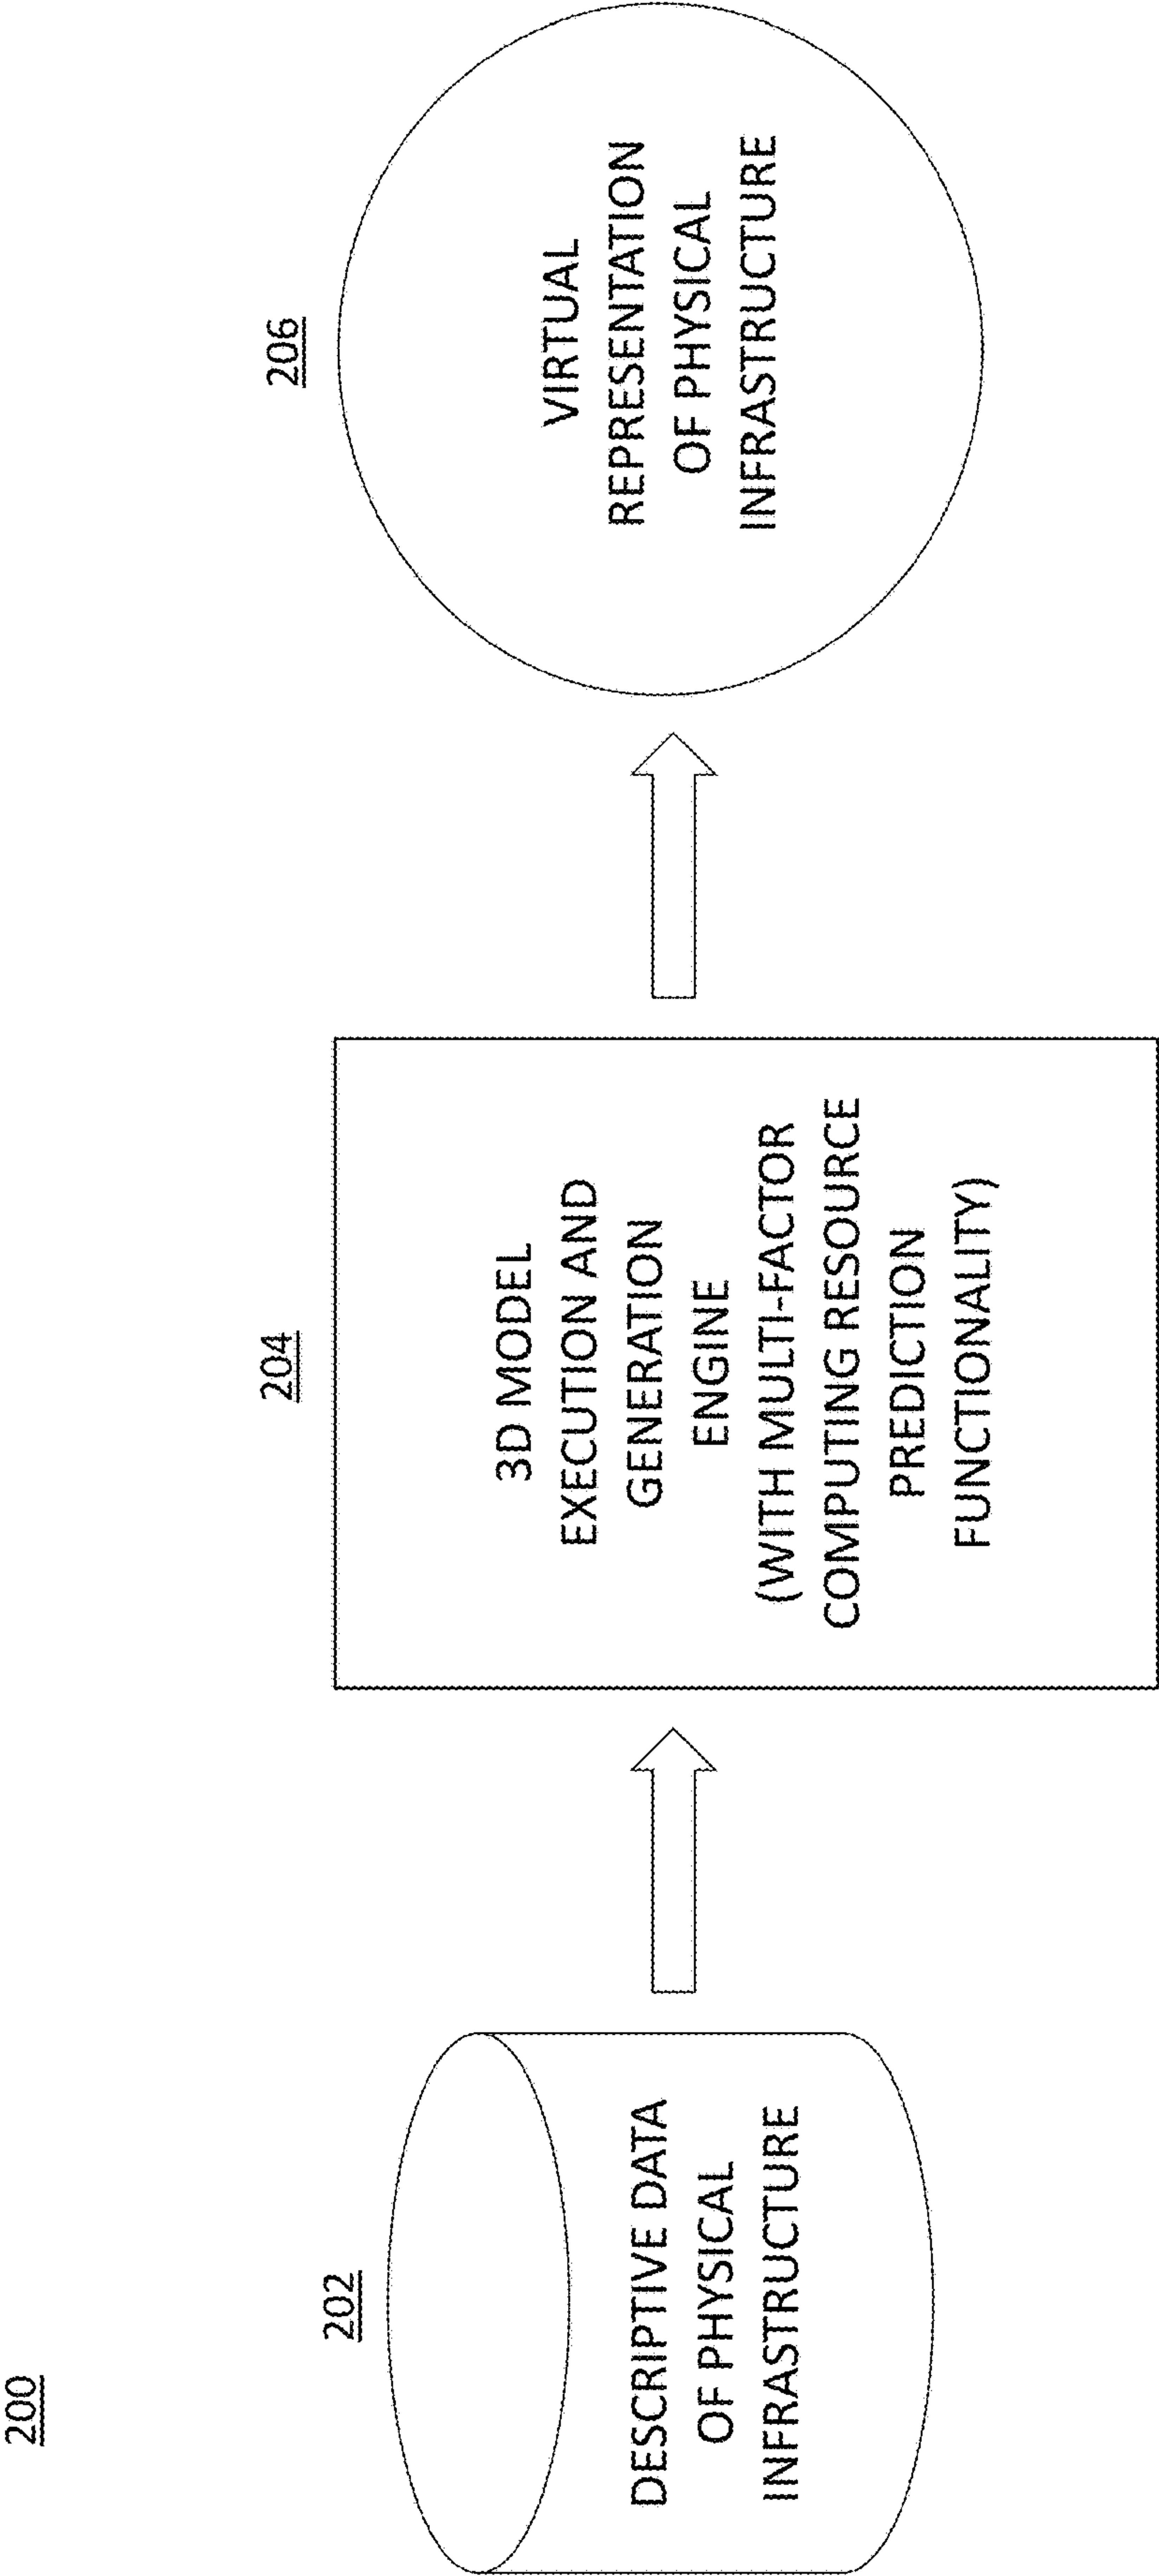 200
202
DESCRIPTIVE DATA
OF PHYSICAL
INFRASTRUCTURE
204
3D MODEL
EXECUTION AND
GENERATION
ENGINE
(WITH MULTI-FACTOR
COMPUTING RESOURCE
PREDICTION
FUNCTIONALITY)
206
VIRTUAL
REPRESENTATION
OF PHYSICAL
INFRASTRUCTURE